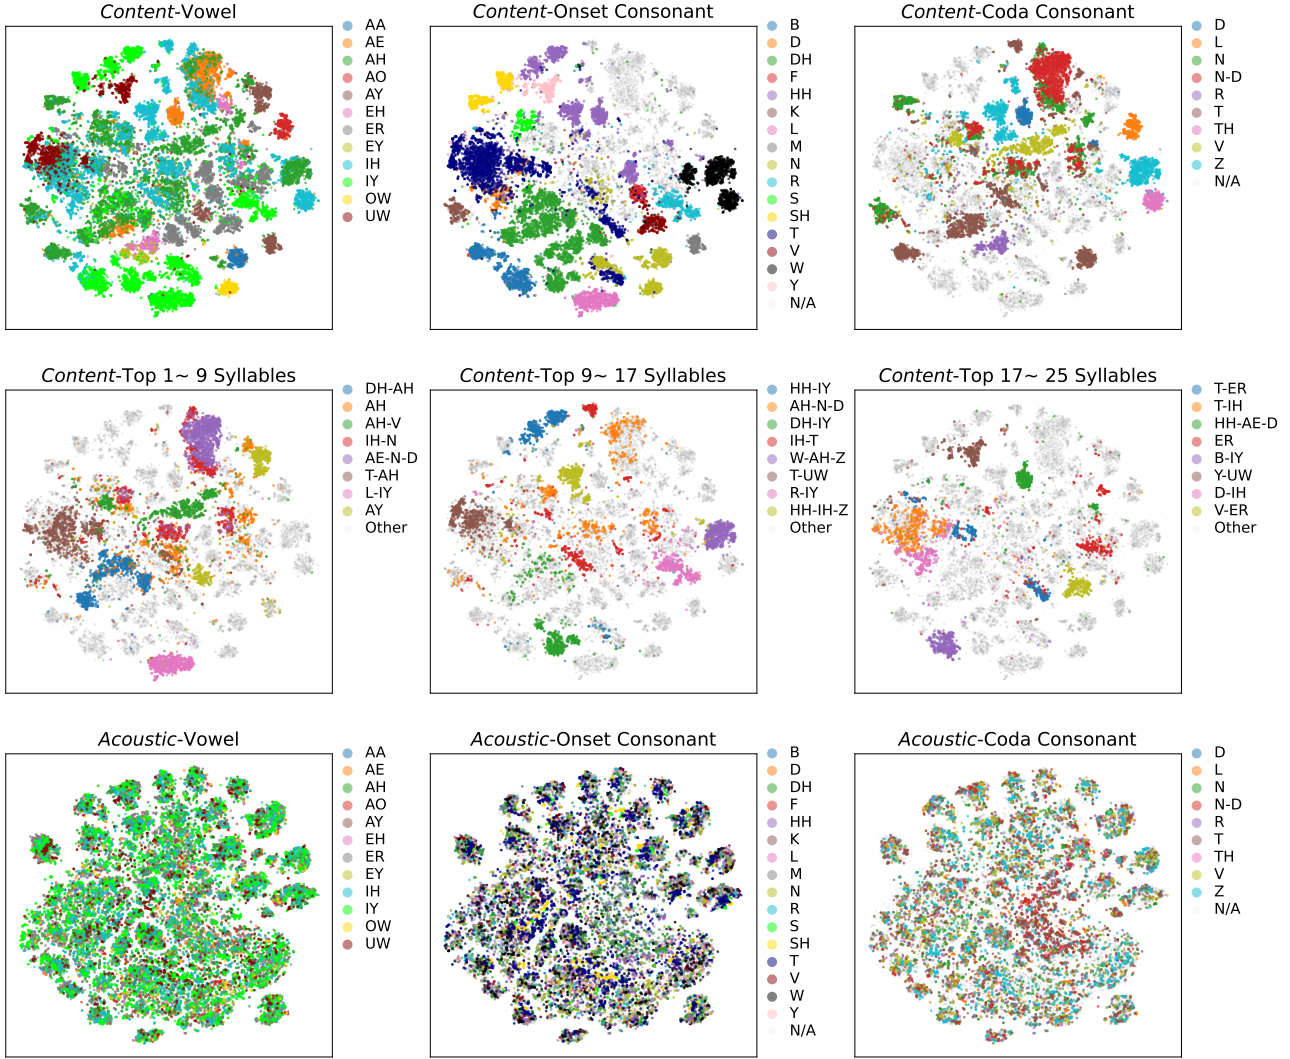 Content-Vowel
AA
AE
AH
AO
AY
EH
ER
EY
IH
IY
OW
UW
Content-Onset Consonant
B
D
DH
F
HH
K
L
M
N
R
S
SH
T
V
W
Y
N/A
Content-Coda Consonant
D
L
N
N-D
R
T
TH
V
Z
N/A
Content-Top 1~ 9 Syllables
DH-AH
AH
AH-V
IH-N
AE-N-D
T-AH
L-IY
AY
Other
Content-Top 9~ 17 Syllables
HH-IY
AH-N-D
DH-IY
IH-T
W-AH-Z
T-UW
R-IY
HH-IH-Z
Other
Content-Top 17~ 25 Syllables
T-ER
T-IH
HH-AE-D
ER
B-IY
Y-UW
D-IH
V-ER
Other
Acoustic-Vowel
AA
AE
AH
AO
AY
EH
ER
EY
IH
IY
OW
UW
Acoustic-Onset Consonant
B
D
DH
F
HH
K
L
M
N
R
S
SH
T
V
W
Y
N/A
Acoustic-Coda Consonant
D
L
N
N-D
R
T
TH
V
Z
N/A